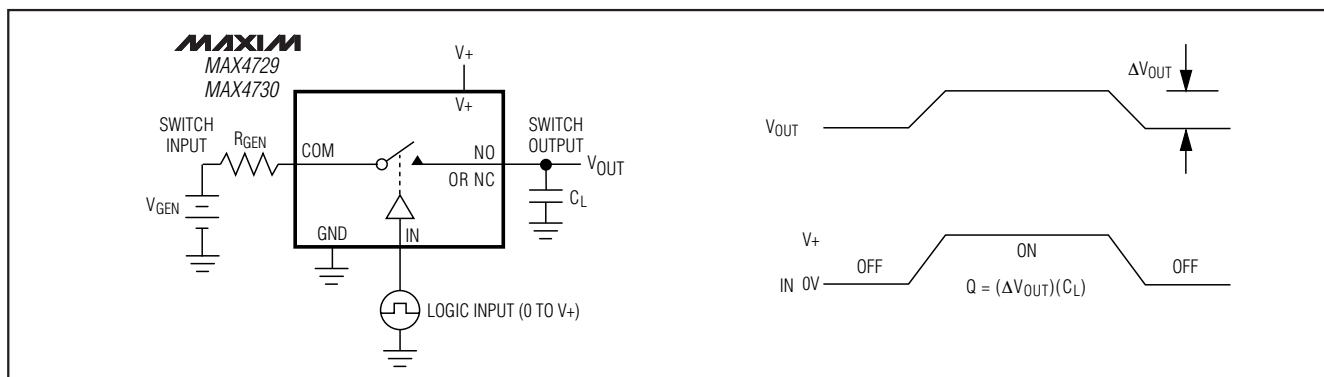 MAXIM
MAX4729
MAX4730
V+
V+
SWITCH
INPUT
RGEN
COM
NO
OR NC
SWITCH
OUTPUT
VOUT
CL
VGEN
GND
IN
LOGIC INPUT (0 TO V+)
ΔVOUT
VOUT
V+
IN 0V
OFF
ON
OFF
Q = (ΔVOUT)(CL)